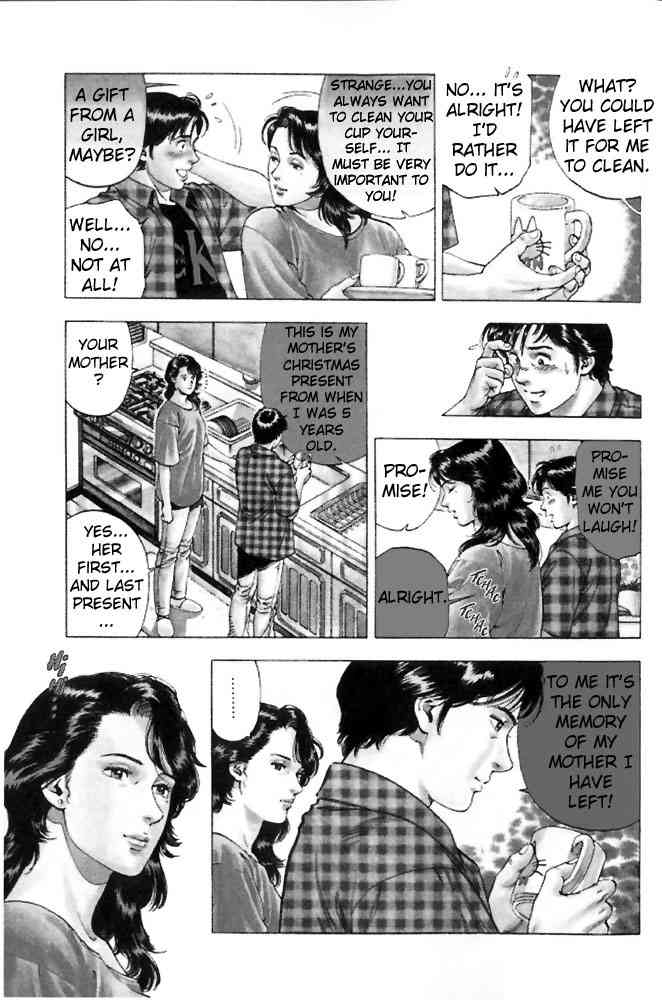 WHAT?
YOU COULD
HAVE LEFT
IT FOR ME
TO CLEAN.
NO... IT'S
ALRIGHT!
I'D
RATHER
DO IT...
STRANGE...YOU
ALWAYS WANT
TO CLEAN YOUR
CUP YOUR-
SELF... IT
MUST BE VERY
IMPORTANT TO
YOU!
A GIFT
FROM A
GIRL,
MAYBE?
WELL...
NO...
NOT AT
ALL!
PRO-
MISE
ME YOU
WON'T
LAUGH!
PRO-
MISE!
ALRIGHT.
TCHAC
TCHAC
THIS IS MY
MOTHER'S
CHRISTMAS
PRESENT
FROM WHEN
I WAS 5
YEARS
OLD.
YOUR
MOTHER
?
YES...
HER
FIRST...
AND LAST
PRESENT
...
TO ME IT'S
THE ONLY
MEMORY
OF MY
MOTHER I
HAVE
LEFT!
.......
HI-
HI